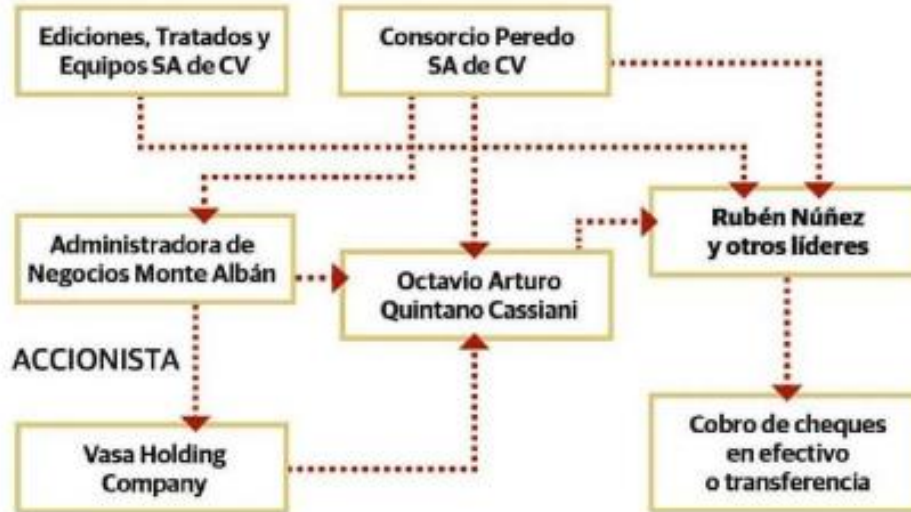 Ediciones, Tratados y
Equipos SA de CV
Consorcio Peredo
SA de CV
Administradora de
Negocios Monte Albán
Octavio Arturo
Quintano Cassiani
Rubén Núñez
y otros líderes
ACCIONISTA
Vasa Holding
Company
Cobro de cheques
en efectivo
o transferencia